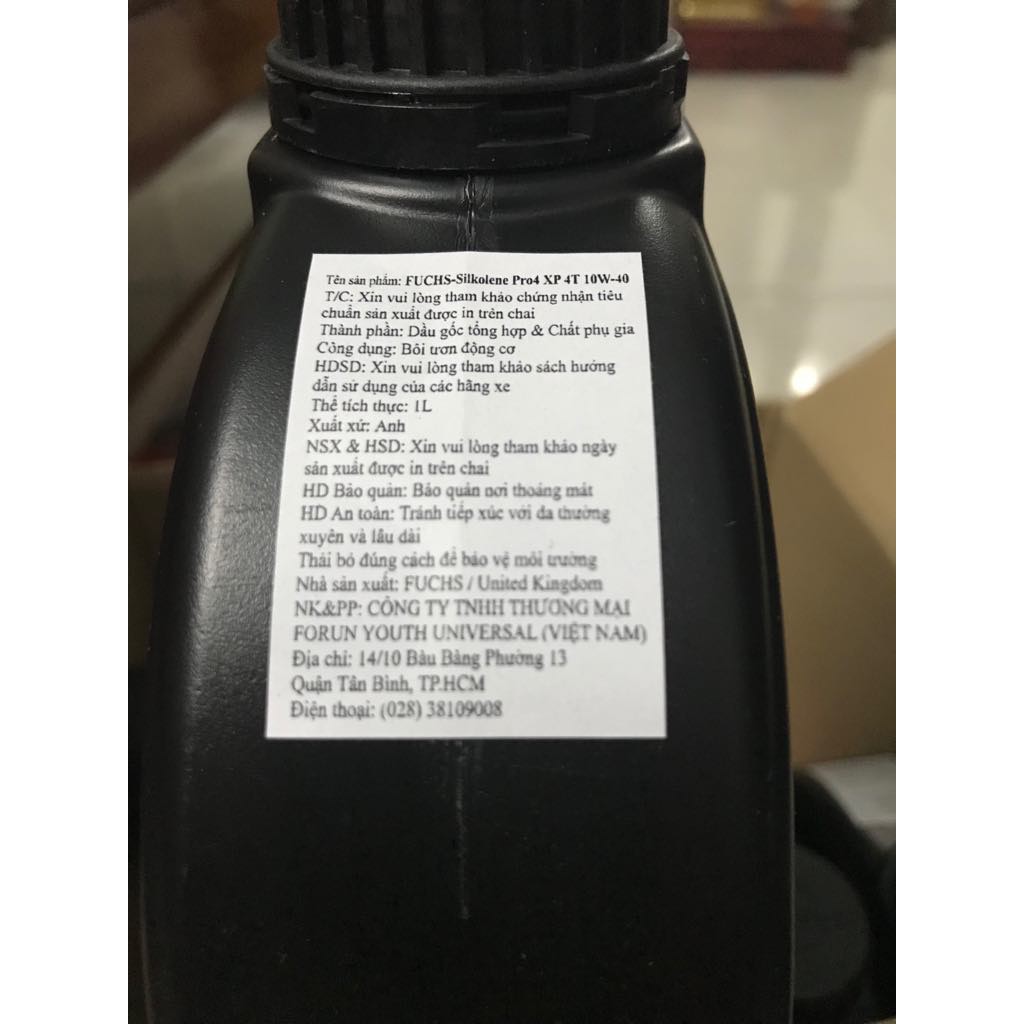 Tên sản phẩm: FUCHS-Silkolene Pro4 XP 4T 10W-40
T/C: Xin vui lòng tham khảo chứng nhận tiêu
chuẩn sản xuất được in trên chai
Thành phần: Dầu gốc tổng hợp & Chất phụ gia
Công dụng: Bôi trơn động cơ
HDSD: Xin vui lòng tham khảo sách hướng
dẫn sử dụng của các hãng xe
Thể tích thực: 1L
Xuất xứ: Anh
NSX & HSD: Xin vui lòng tham khảo ngày
sản xuất được in trên chai
HD Bảo quản: Bảo quản nơi thoáng mát
HD An toàn: Tránh tiếp xúc với da thường
xuyên và lâu dài
Thải bỏ đúng cách để bảo vệ môi trường
Nhà sản xuất: FUCHS / United Kingdom
NK&PP: CÔNG TY TNHH THƯƠNG MẠI
FORUN YOUTH UNIVERSAL (VIỆT NAM)
Địa chỉ: 14/10 Bàu Bàng Phường 13
Quận Tân Bình, TP.HCM
Điện thoại: (028) 38109008